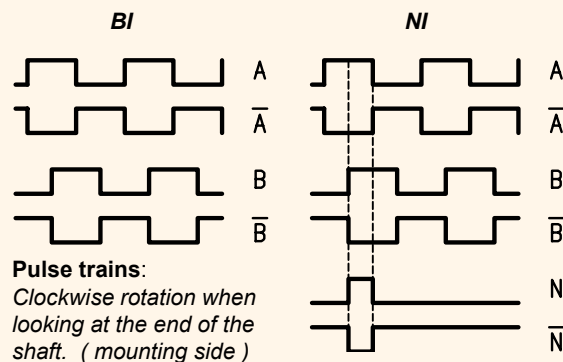 BI
NI
A
A
A̅
A̅
B
B
B̅
B̅
Pulse trains:
Clockwise rotation when
looking at the end of the
shaft. ( mounting side )
N
N̅